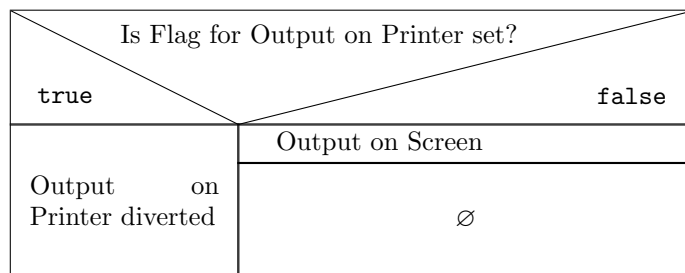 Is Flag for Output on Printer set?
true
false
Output on Screen
Output on
Printer diverted
∅